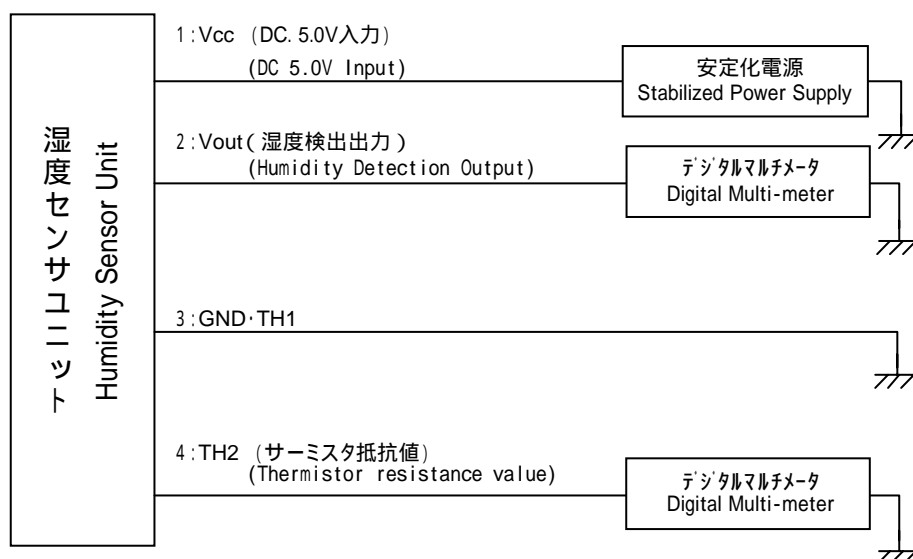 湿度センサユニット
Humidity Sensor Unit
1:Vcc (DC.5.0V入力)
(DC 5.0V Input)
安定化電源
Stabilized Power Supply
2:Vout(湿度検出出力)
(Humidity Detection Output)
ﾃﾞｼﾞﾀﾙﾏﾙﾁﾒｰﾀ
Digital Multi-meter
3:GND·TH1
4:TH2 (サーミスタ抵抗値)
(Thermistor resistance value)
ﾃﾞｼﾞﾀﾙﾏﾙﾁﾒｰﾀ
Digital Multi-meter